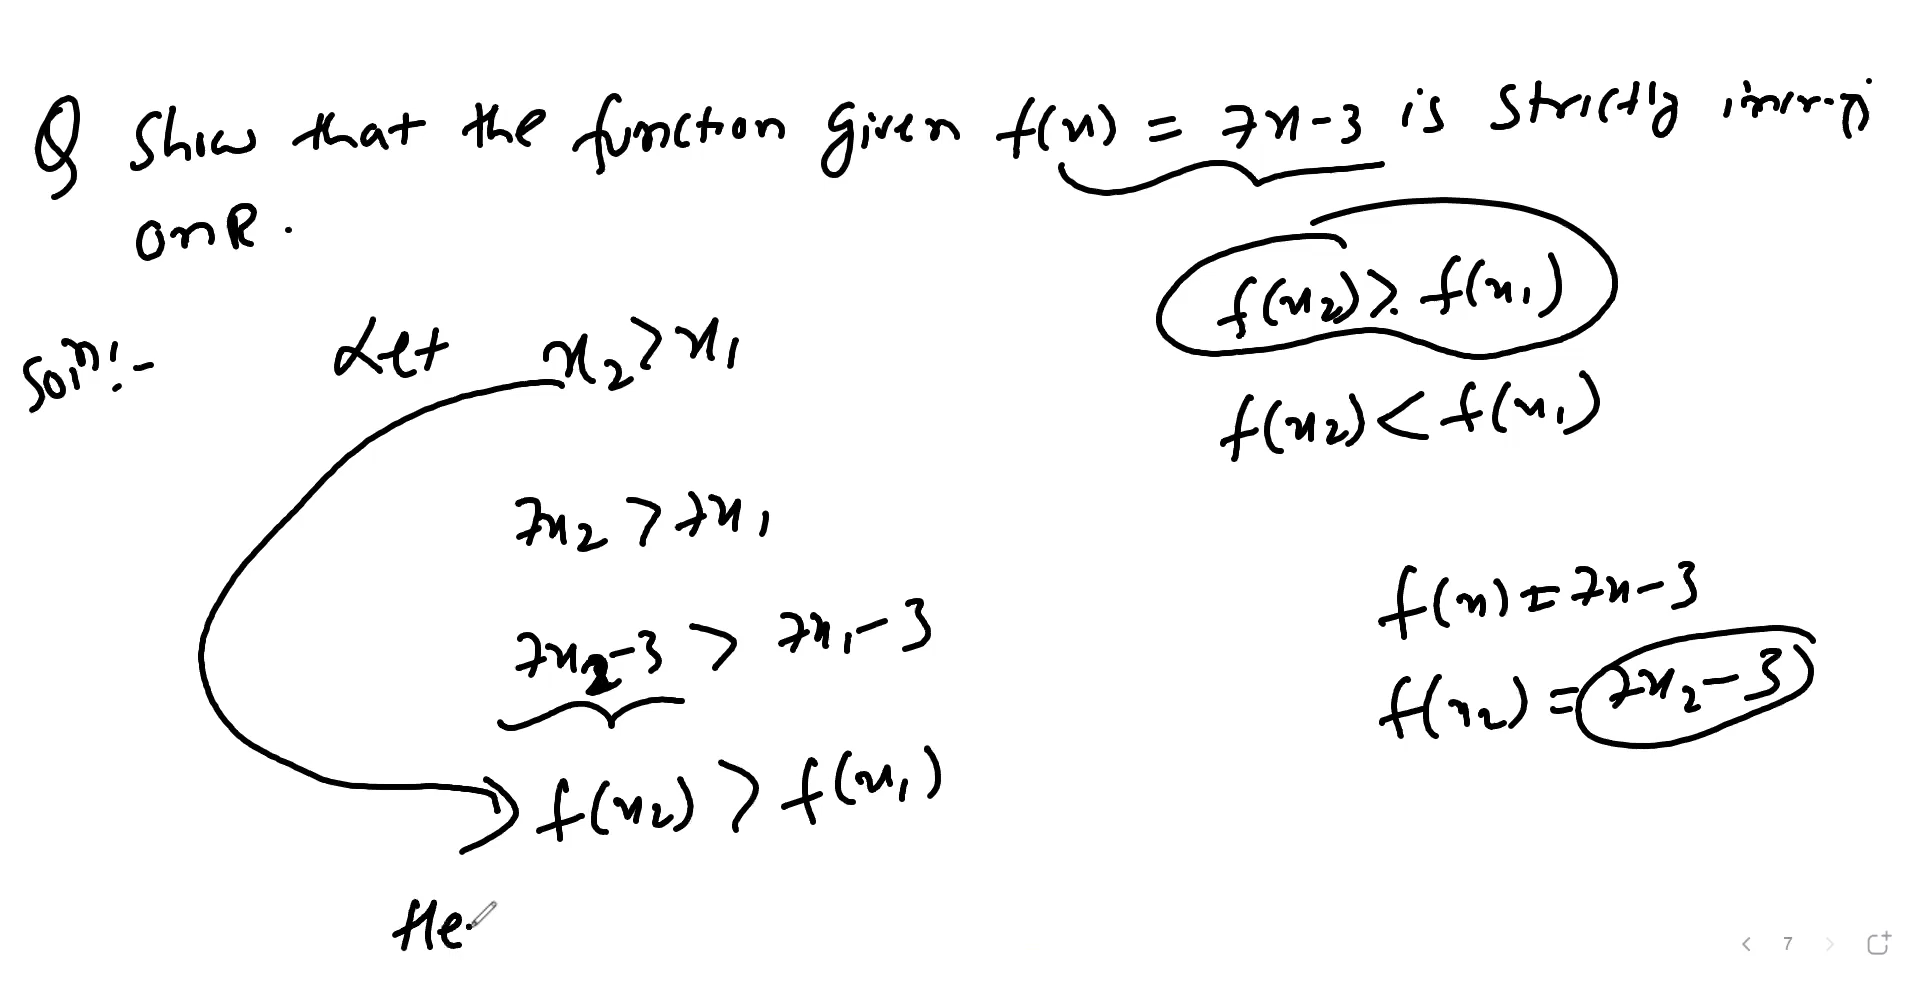 Q Show that the function given f(x) = 7x-3 is strictly
on R.
f(x₂) > f(x₁)
Solⁿ:- Let x₂ > x₁
f(x₂) < f(x₁)
7x₂ > 7x₁
f(x) = 7x-3
7x₂-3 > 7x₁-3
f(x₂) = 7x₂-3
f(x₂) > f(x₁)
He
7